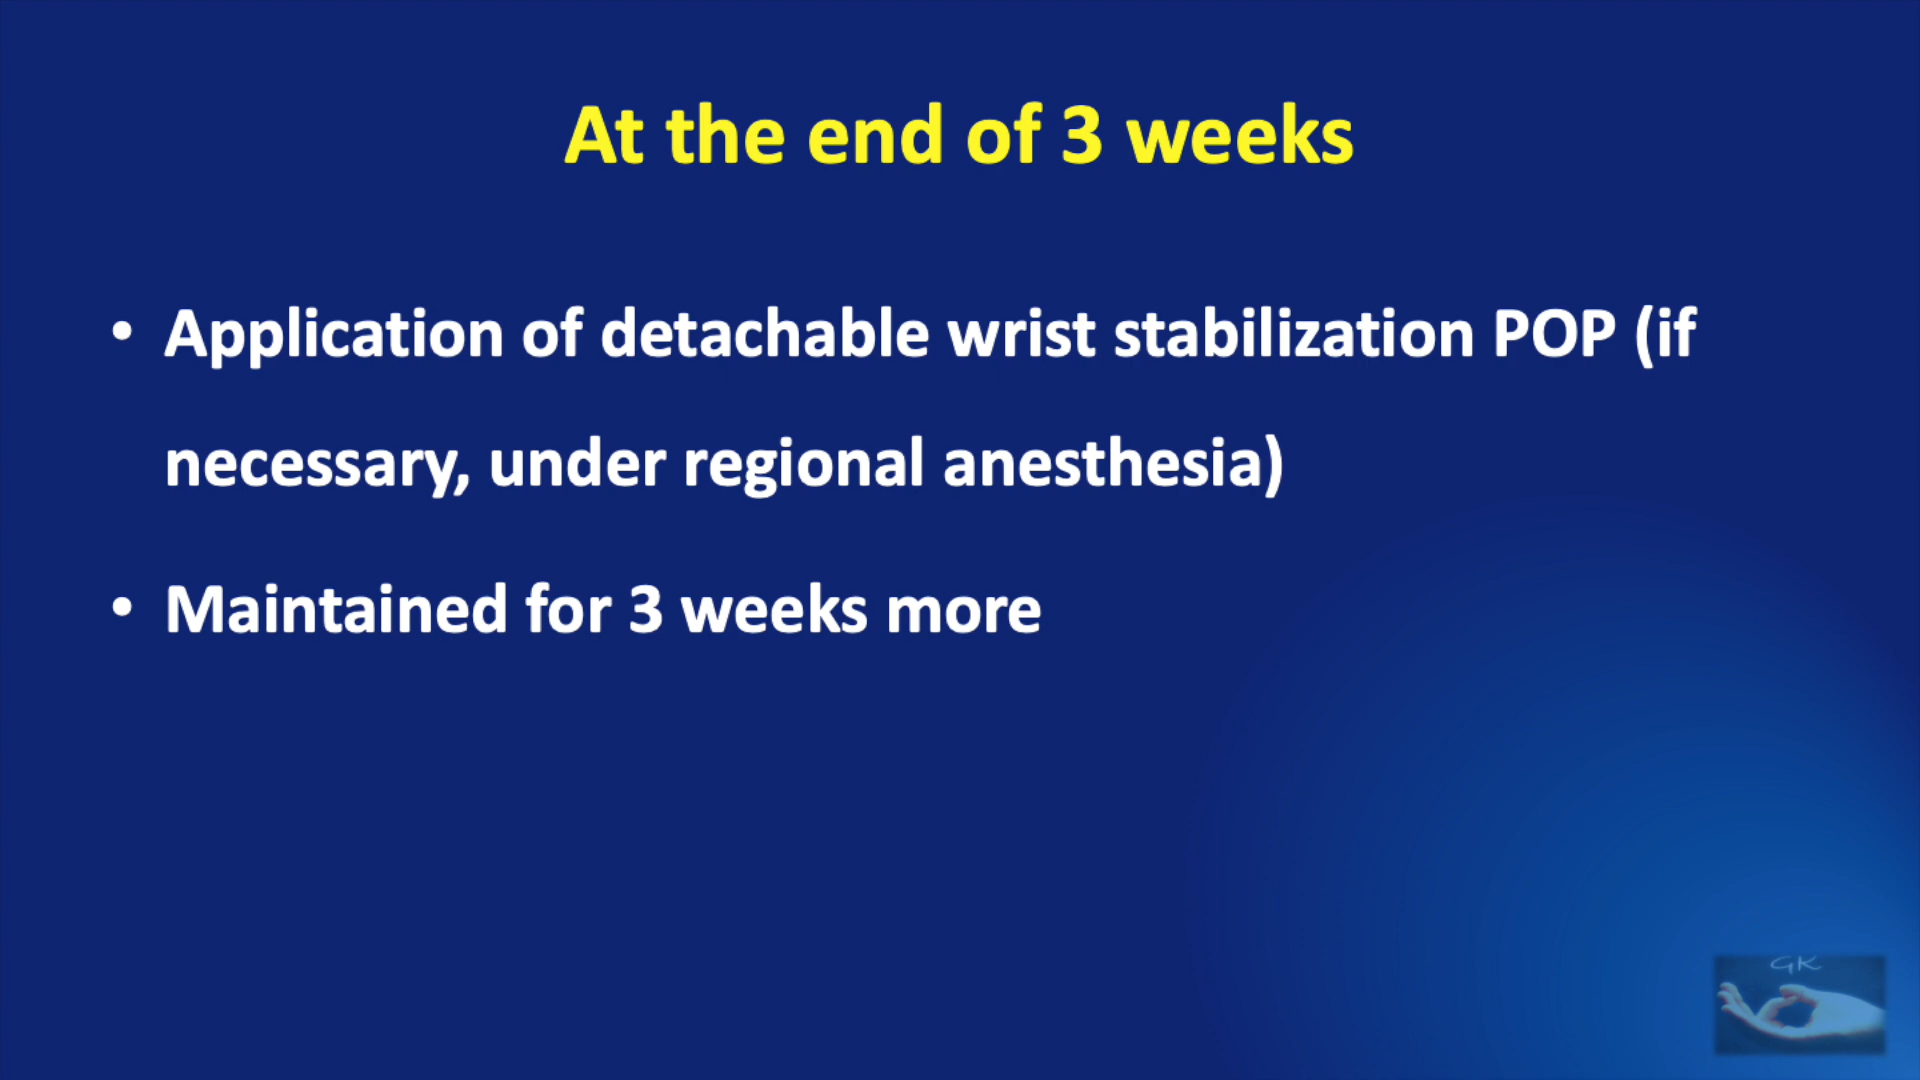 At the end of 3 weeks
• Application of detachable wrist stabilization POP (if
necessary, under regional anesthesia)
• Maintained for 3 weeks more
GK